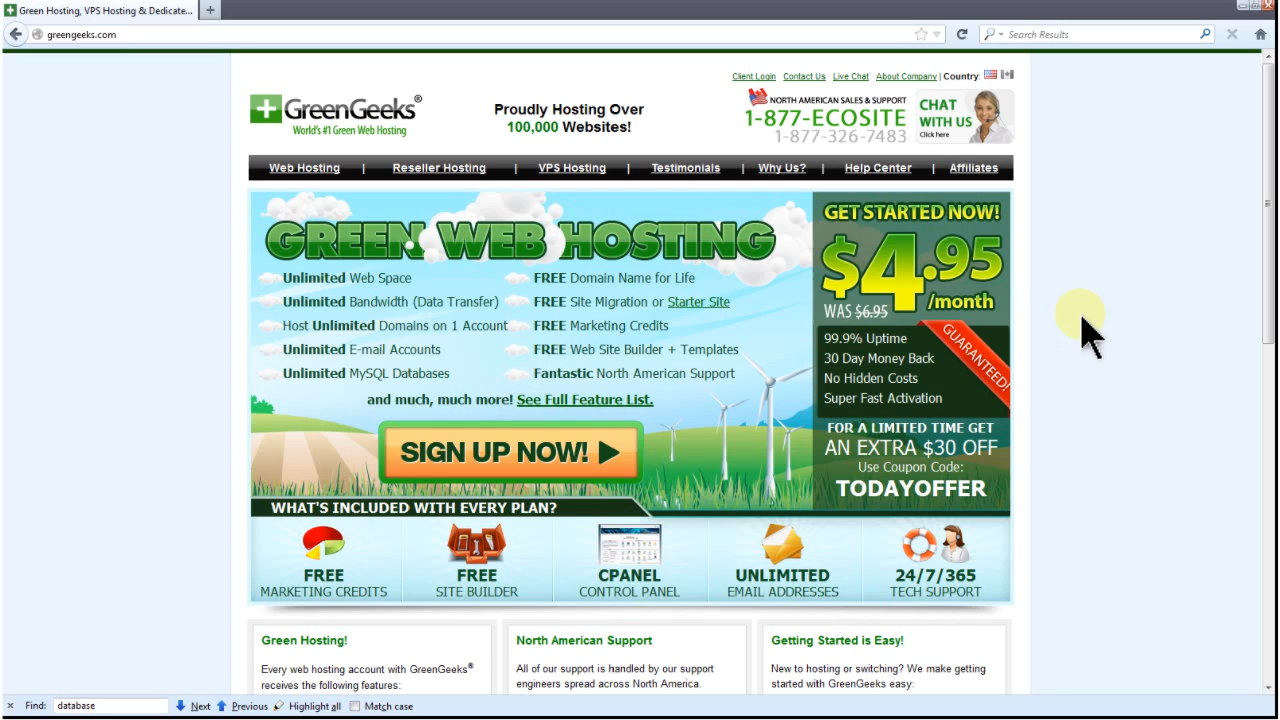 Green Hosting, VPS Hosting & Dedicate...
greengeeks.com
Search Results
Client Login Contact Us Live Chat About Company | Country:
GreenGeeks®
World's #1 Green Web Hosting
Proudly Hosting Over
100,000 Websites!
NORTH AMERICAN SALES & SUPPORT
1-877-ECOSITE
1-877-326-7483
CHAT
WITH US
Click here
Web Hosting | Reseller Hosting | VPS Hosting | Testimonials | Why Us? | Help Center | Affiliates
GREEN WEB HOSTING
Unlimited Web Space
Unlimited Bandwidth (Data Transfer)
Host Unlimited Domains on 1 Account
Unlimited E-mail Accounts
Unlimited MySQL Databases
FREE Domain Name for Life
FREE Site Migration or Starter Site
FREE Marketing Credits
FREE Web Site Builder + Templates
Fantastic North American Support
and much, much more! See Full Feature List.
SIGN UP NOW!
GET STARTED NOW!
$4.95
/month
WAS $6.95
99.9% Uptime
30 Day Money Back
No Hidden Costs
Super Fast Activation
GUARANTEED!
FOR A LIMITED TIME GET
AN EXTRA $30 OFF
Use Coupon Code:
TODAYOFFER
WHAT'S INCLUDED WITH EVERY PLAN?
FREE
MARKETING CREDITS
FREE
SITE BUILDER
CPANEL
CONTROL PANEL
UNLIMITED
EMAIL ADDRESSES
24/7/365
TECH SUPPORT
Green Hosting!
Every web hosting account with GreenGeeks®
receives the following features:
North American Support
All of our support is handled by our support
engineers spread across North America.
Getting Started is Easy!
New to hosting or switching? We make getting
started with GreenGeeks easy:
Find: database Next Previous Highlight all Match case